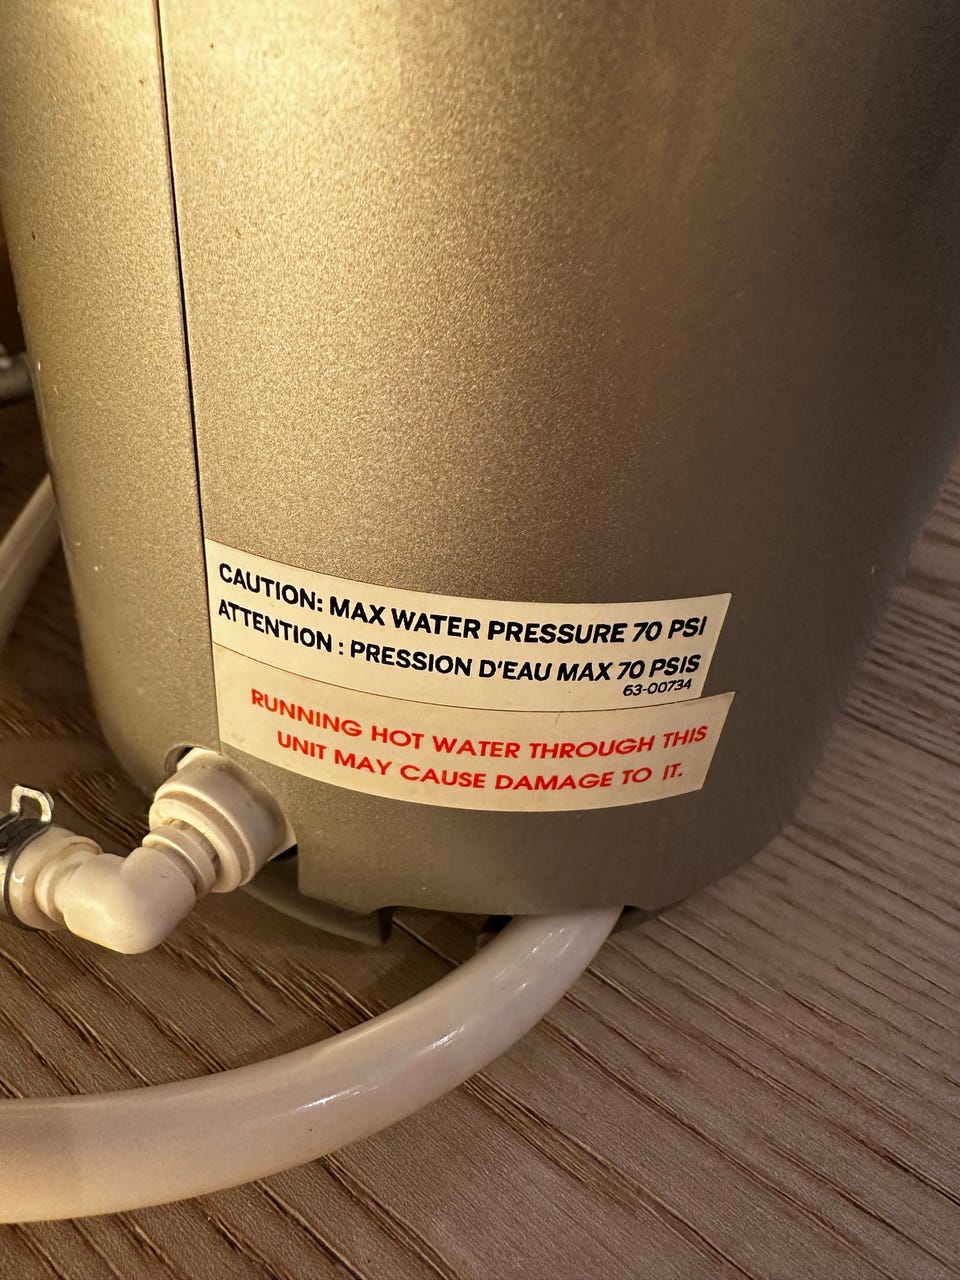 CAUTION: MAX WATER PRESSURE 70 PSI
ATTENTION : PRESSION D'EAU MAX 70 PSIS
63-00734
RUNNING HOT WATER THROUGH THIS
UNIT MAY CAUSE DAMAGE TO IT.